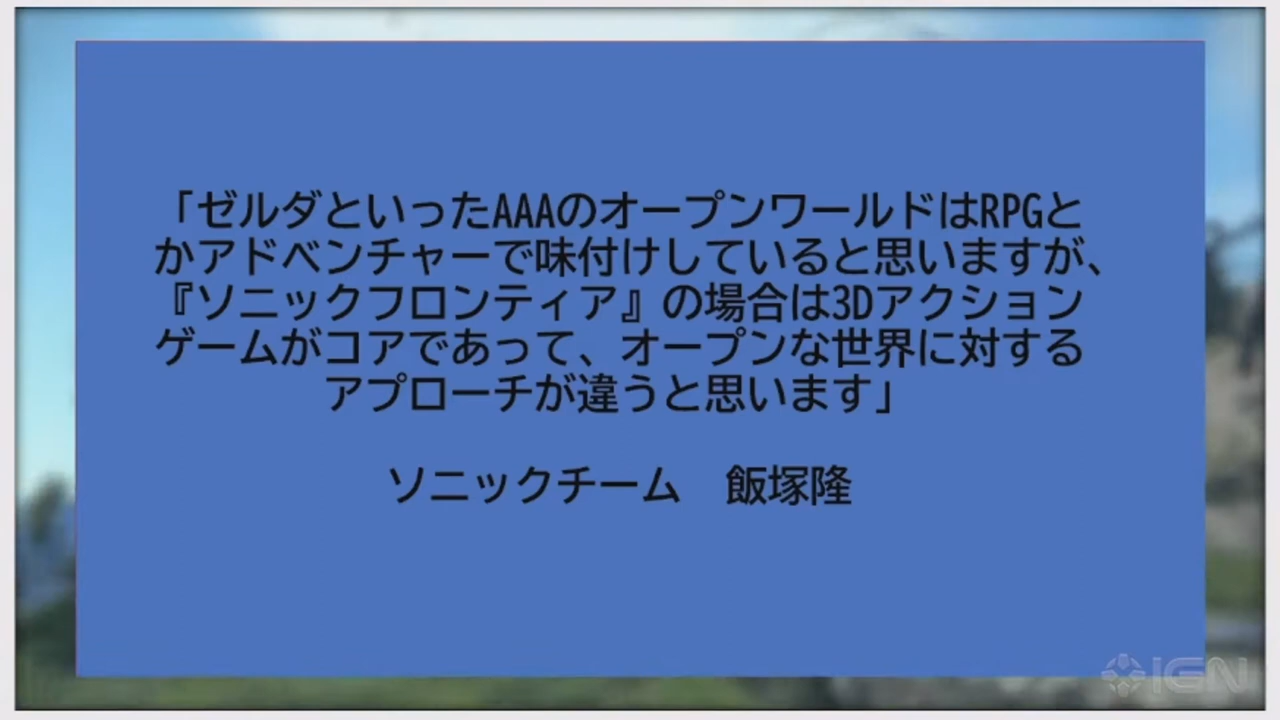 「ゼルダといったAAAのオープンワールドはRPGと
かアドベンチャーで味付けしていると思いますが、
『ソニックフロンティア』の場合は3Dアクション
ゲームがコアであって、オープンな世界に対する
アプローチが違うと思います」
ソニックチーム　飯塚隆
IGN